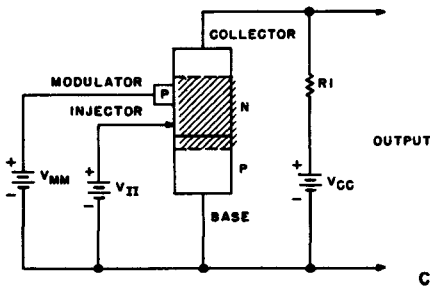 COLLECTOR
MODULATOR
P
INJECTOR
N
R1
OUTPUT
+
VMM
-
+
VII
-
P
+
VCC
-
BASE
C